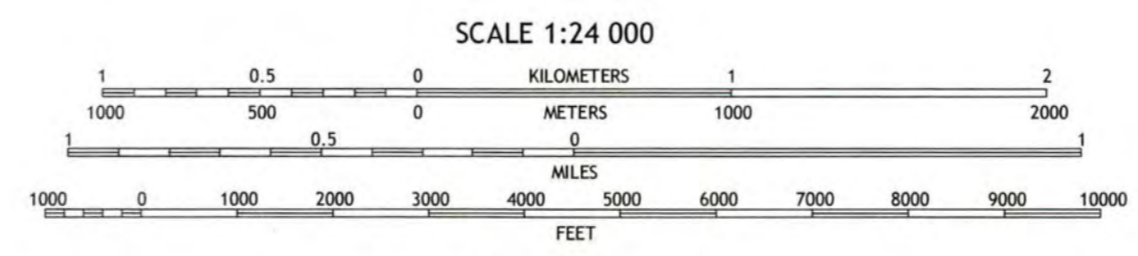 SCALE 1:24 000
1 0.5 0 KILOMETERS 1 2
1000 500 0 METERS 1000 2000
1 0.5 0 1
MILES
1000 0 1000 2000 3000 4000 5000 6000 7000 8000 9000 10000
FEET